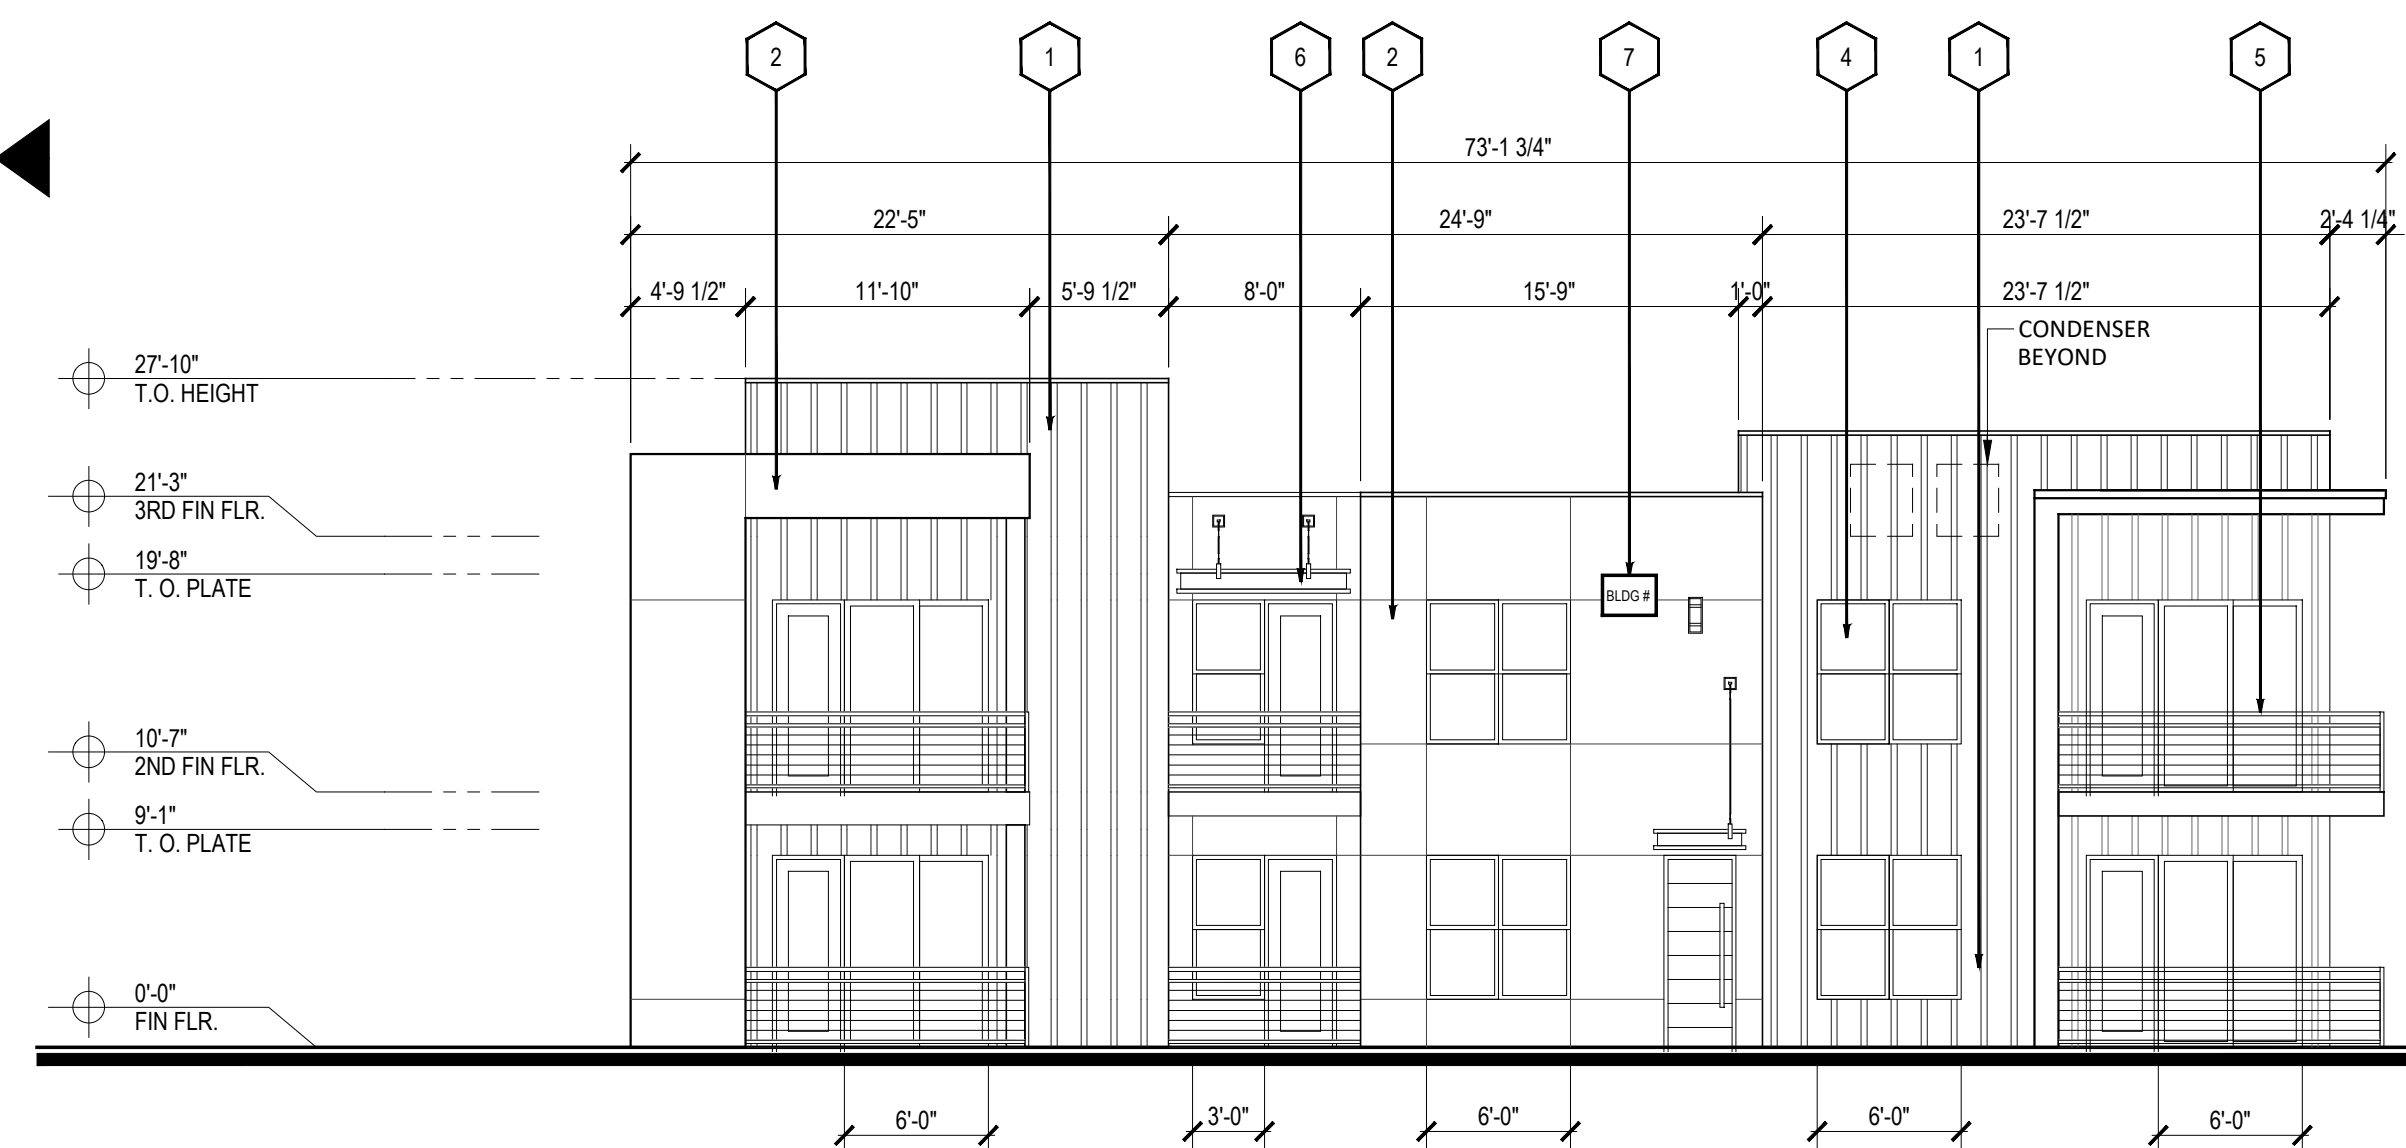 2 1 6 2 7 4 1 5
73'-1 3/4"
22'-5" 24'-9" 23'-7 1/2" 2'-4 1/4"
4'-9 1/2" 11'-10" 5'-9 1/2" 8'-0" 15'-9" 1'-0" 23'-7 1/2"
CONDENSER
BEYOND
27'-10"
T.O. HEIGHT
21'-3"
3RD FIN FLR.
19'-8"
T. O. PLATE
BLDG #
10'-7"
2ND FIN FLR.
9'-1"
T. O. PLATE
0'-0"
FIN FLR.
6'-0" 3'-0" 6'-0" 6'-0" 6'-0"